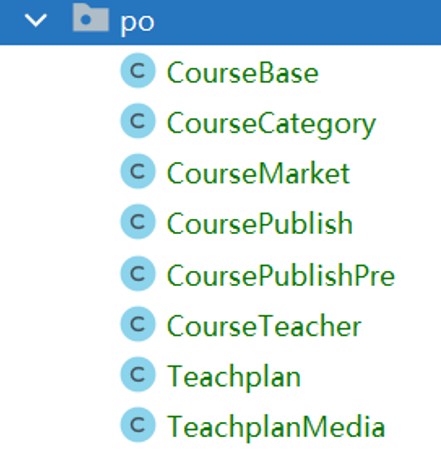 po
C CourseBase
C CourseCategory
C CourseMarket
C CoursePublish
C CoursePublishPre
C CourseTeacher
C Teachplan
C TeachplanMedia